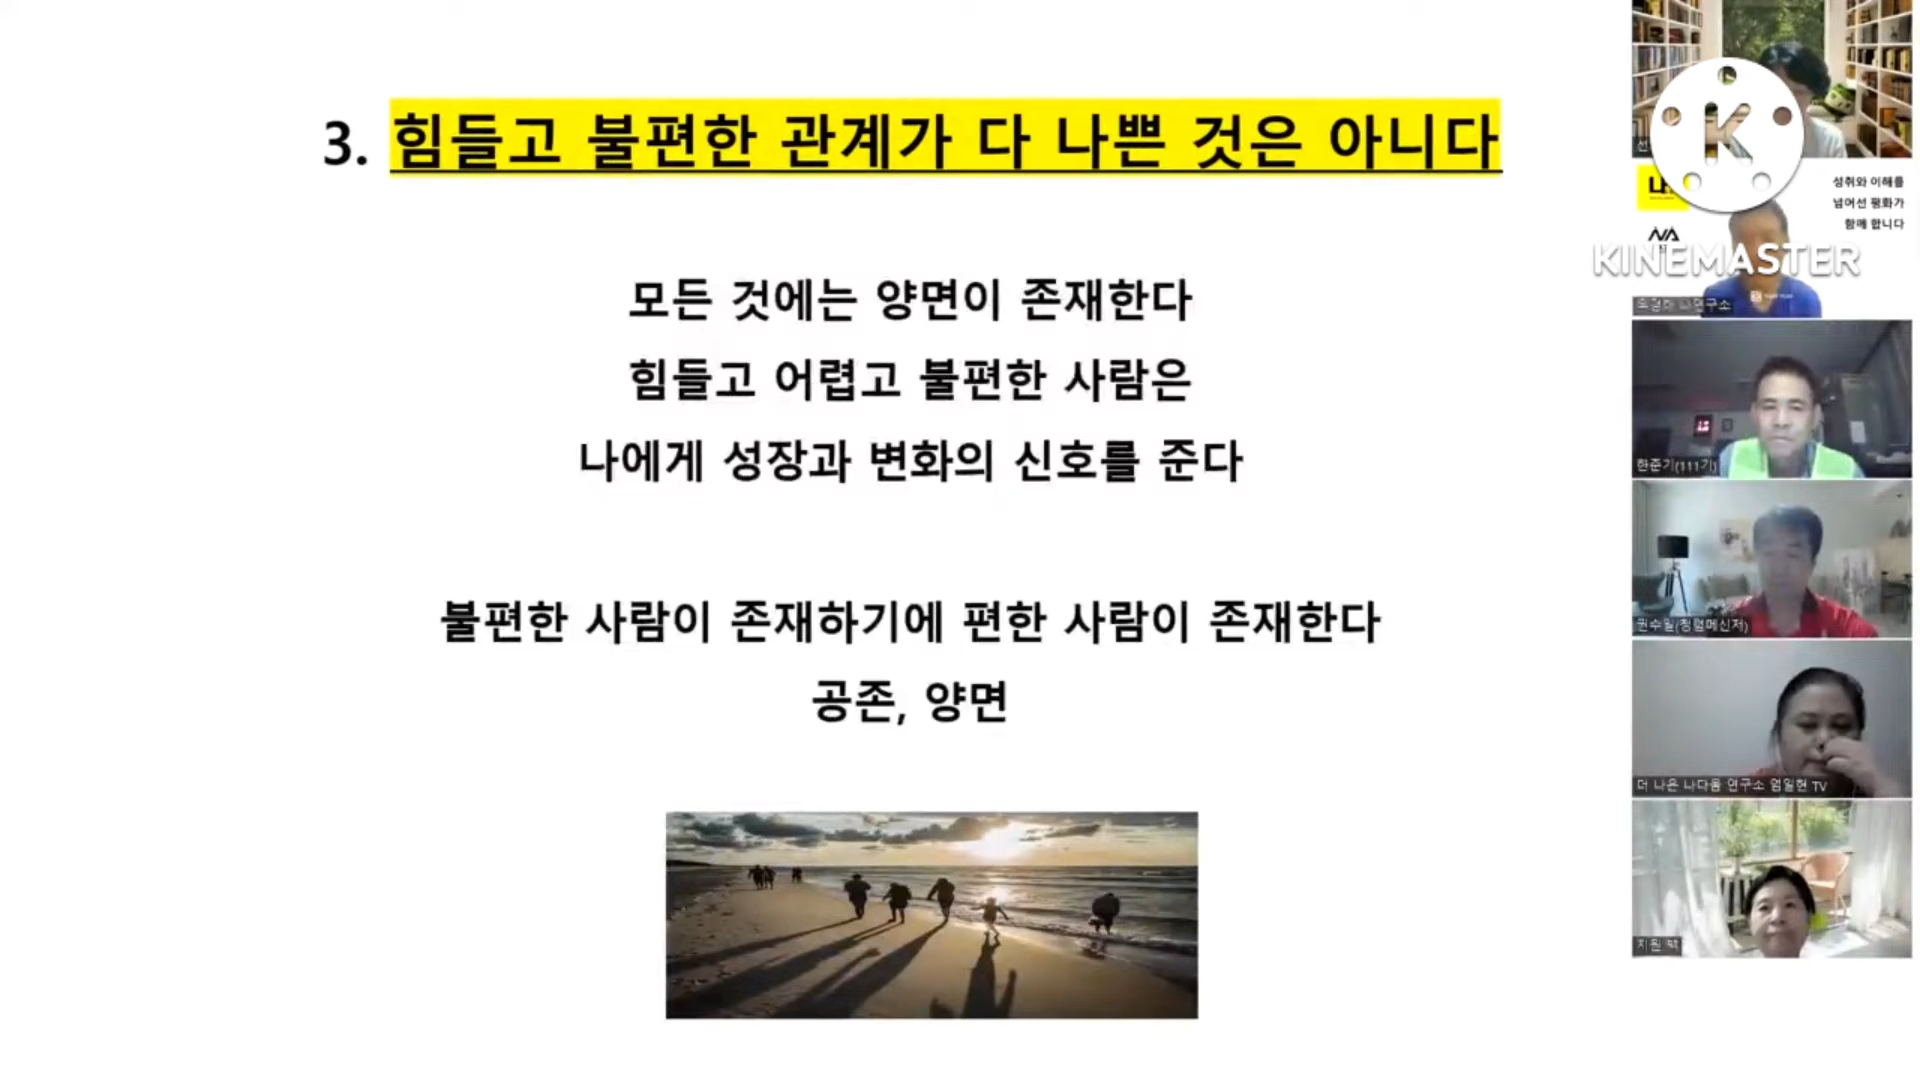 3. 힘들고 불편한 관계가 다 나쁜 것은 아니다
모든 것에는 양면이 존재한다
힘들고 어렵고 불편한 사람은
나에게 성장과 변화의 신호를 준다
불편한 사람이 존재하기에 편한 사람이 존재한다
공존, 양면
KINEMASTER
성취와 이해를
넘어선 평화가
함께 합니다
한준기(111기)
권수일(청렴메신저)
더 나은 나다움 연구소 염일현 TV